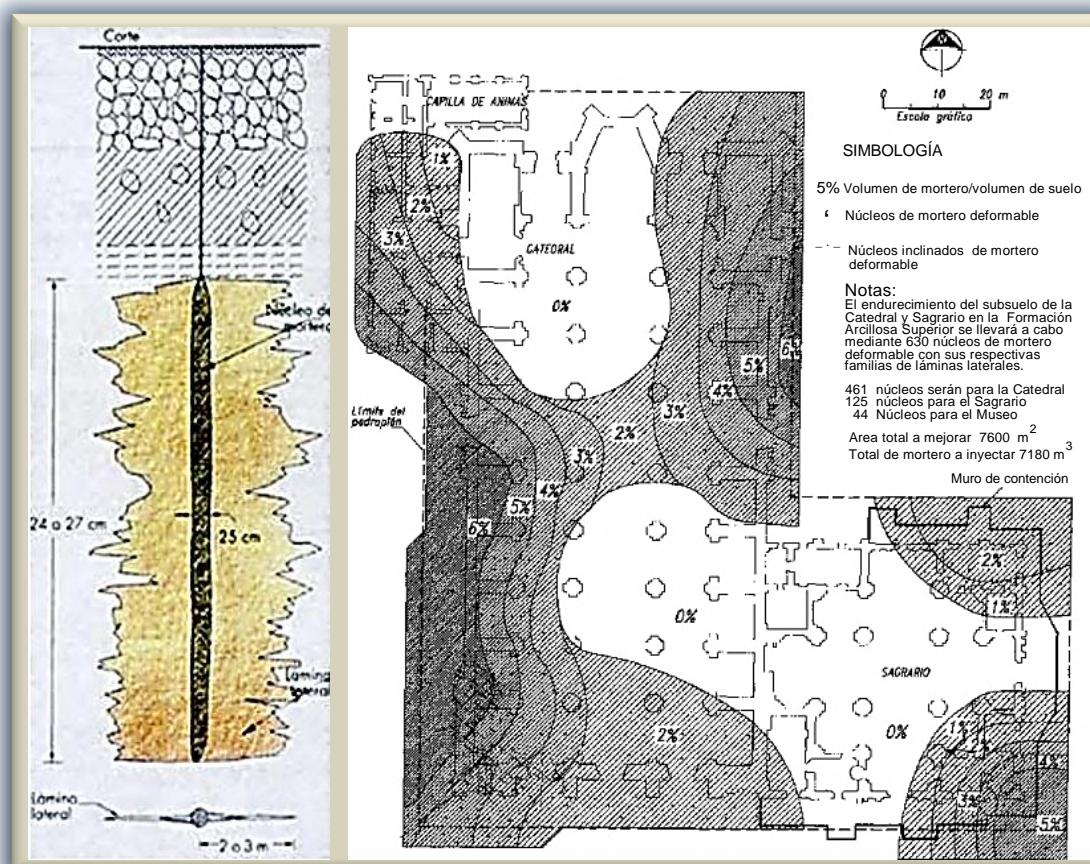 Corte
Núcleo de
mortero
24 a 27 cm
25 cm
Lámina
lateral
Lámina
lateral
2 o 3 m
CAPILLA DE ANIMAS
1%
2%
3%
CATEDRAL
0%
6%
5%
4%
3%
2%
3%
4%
5%
6%
Límite del
pedraplén
0%
2%
2%
1%
SAGRARIO
0%
1%
4%
3%
5%
0 10 20 m
Escala gráfica
SIMBOLOGÍA
5% Volumen de mortero/volumen de suelo
Núcleos de mortero deformable
Núcleos inclinados de mortero
deformable
Notas:
El endurecimiento del subsuelo de la
Catedral y Sagrario en la Formación
Arcillosa Superior se llevará a cabo
mediante 630 núcleos de mortero
deformable con sus respectivas
familias de láminas laterales.
461 núcleos serán para la Catedral
125 núcleos para el Sagrario
44 Núcleos para el Museo
Area total a mejorar 7600 m2
Total de mortero a inyectar 7180 m3
Muro de contención